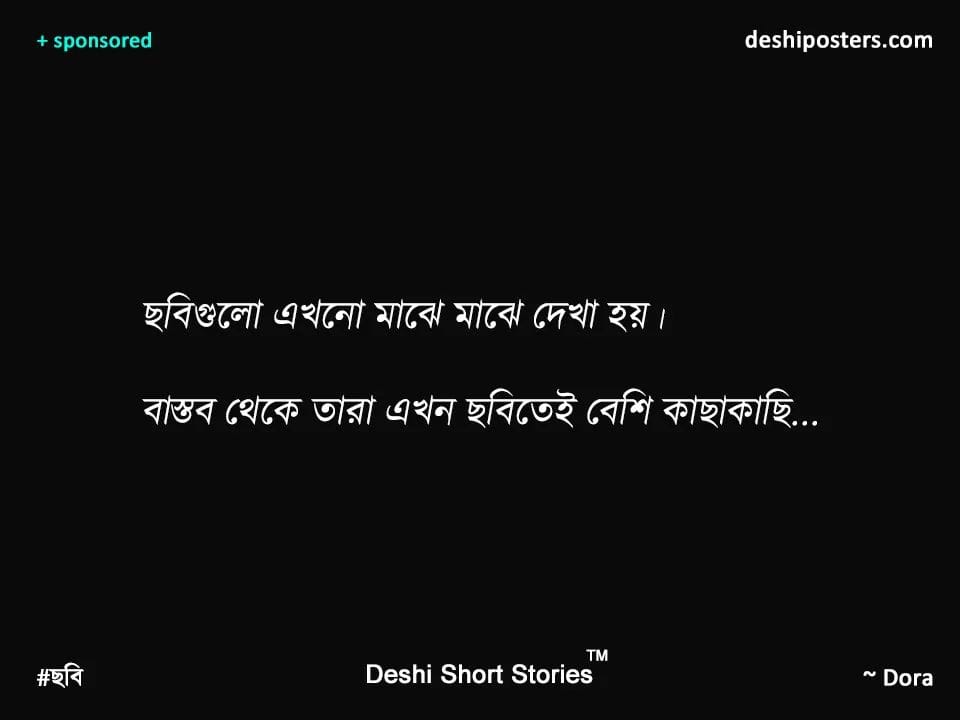 + sponsored
deshiposters.com
ছবিগুলো এখনো মাঝে মাঝে দেখা হয়।
বাস্তব থেকে তারা এখন ছবিতেই বেশি কাছাকাছি...
#ছবি
Deshi Short Stories™
~ Dora